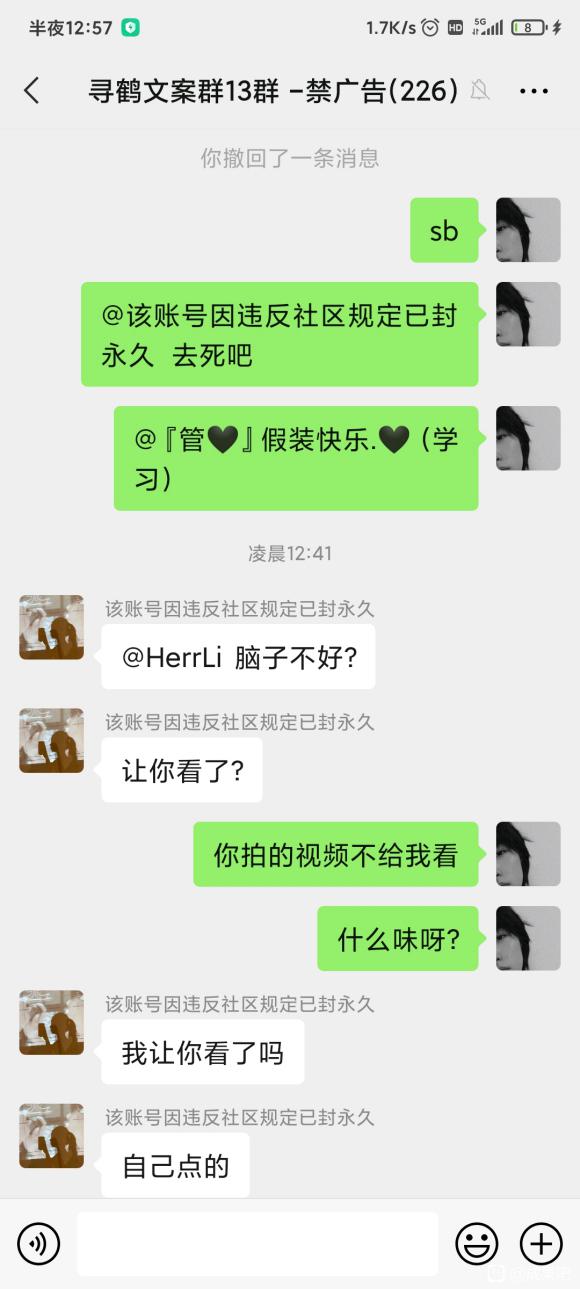 半夜12:57 1.7K/s HD 5G 8
寻鹤文案群13群 -禁广告(226)
你撤回了一条消息
sb
@该账号因违反社区规定已封
永久 去死吧
@『管🖤』假装快乐.🖤（学
习）
凌晨12:41
该账号因违反社区规定已封永久
@HerrLi 脑子不好?
该账号因违反社区规定已封永久
让你看了?
你拍的视频不给我看
什么味呀?
该账号因违反社区规定已封永久
我让你看了吗
该账号因违反社区规定已封永久
自己点的